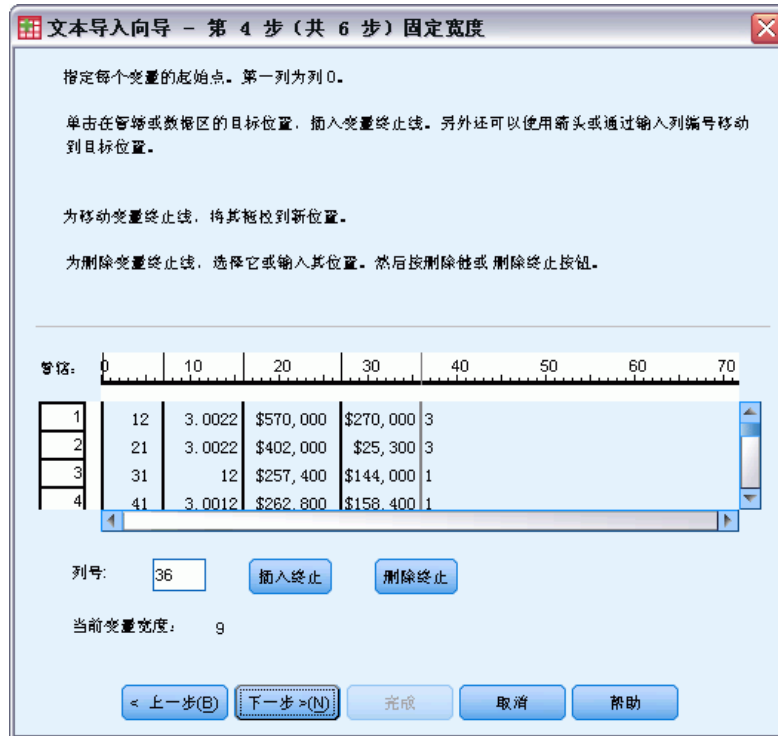 文本导入向导 - 第 4 步（共 6 步）固定宽度
指定每个变量的起始点。第一列为列 0。
单击在管辖或数据区的目标位置，插入变量终止线。另外还可以使用箭头或通过输入列编号移动
到目标位置。
为移动变量终止线，将其拖拉到新位置。
为删除变量终止线，选择它或输入其位置。然后按删除键或 删除终止按钮。
管辖： 0 10 20 30 40 50 60 70
1 12 3.0022 $570,000 $270,000 3
2 21 3.0022 $402,000 $25,300 3
3 31 12 $257,400 $144,000 1
4 41 3.0012 $262,800 $158,400 1
列号: 36 插入终止 删除终止
当前变量宽度： 9
< 上一步(B) 下一步 >(N) 完成 取消 帮助